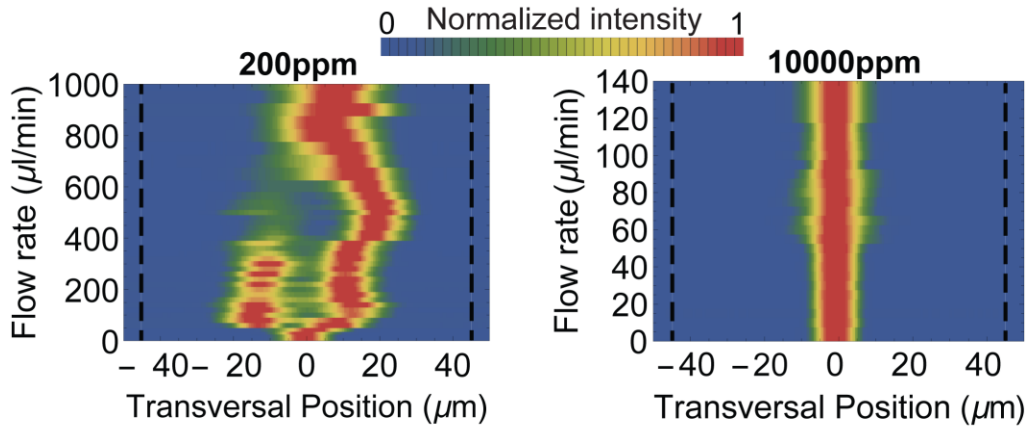 0 Normalized intensity 1
200ppm
10000ppm
Flow rate (µl/min)
1000
800
600
400
200
0
− 40 − 20 0 20 40
Transversal Position (µm)
Flow rate (µl/min)
140
120
100
80
60
40
20
0
− 40 − 20 0 20 40
Transversal Position (µm)